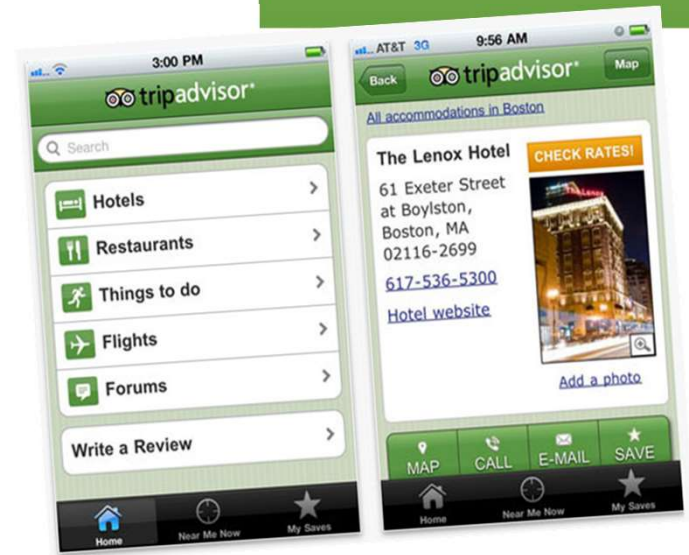 3:00 PM
tripadvisor®
Search
Hotels
Restaurants
Things to do
Flights
Forums
Write a Review
Home
Near Me Now
My Saves
AT&T 3G
9:56 AM
Back
tripadvisor®
Map
All accommodations in Boston
The Lenox Hotel
CHECK RATES!
61 Exeter Street
at Boylston,
Boston, MA
02116-2699
617-536-5300
Hotel website
The Lenox
Add a photo
MAP
CALL
E-MAIL
SAVE
Home
Near Me Now
My Saves